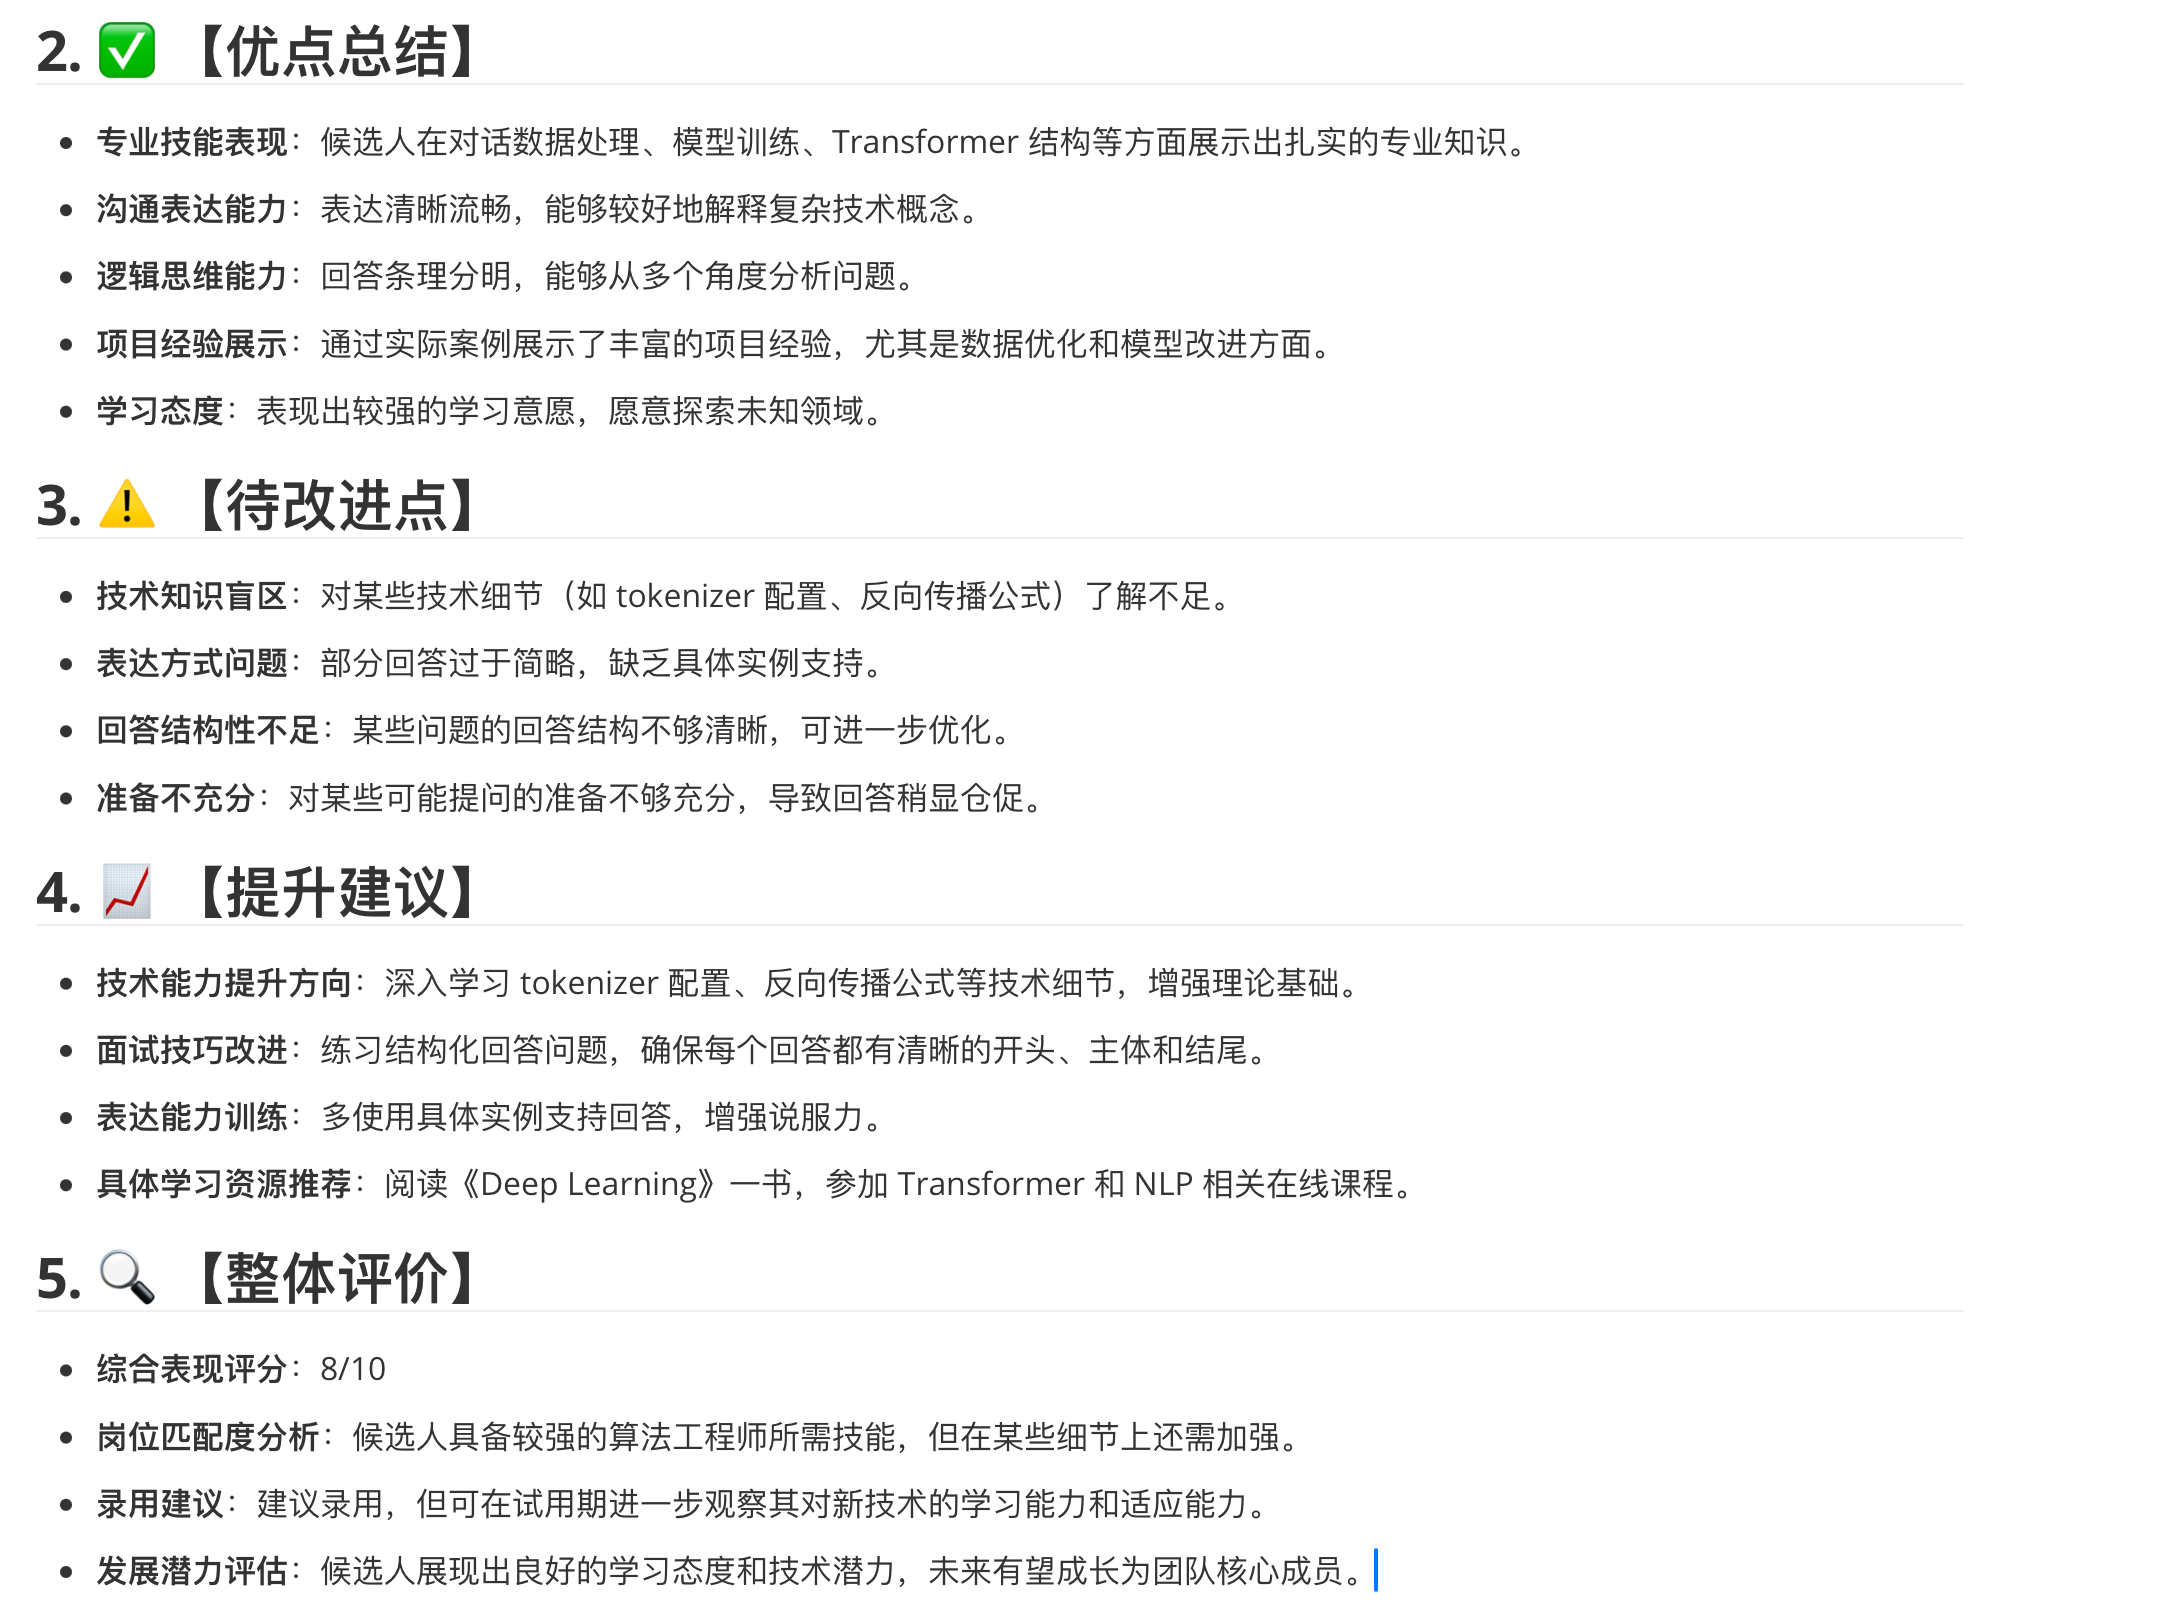 2. ✅ 【优点总结】
• 专业技能表现：候选人在对话数据处理、模型训练、Transformer 结构等方面展示出扎实的专业知识。
• 沟通表达能力：表达清晰流畅，能够较好地解释复杂技术概念。
• 逻辑思维能力：回答条理分明，能够从多个角度分析问题。
• 项目经验展示：通过实际案例展示了丰富的项目经验，尤其是数据优化和模型改进方面。
• 学习态度：表现出较强的学习意愿，愿意探索未知领域。
3. ⚠️ 【待改进点】
• 技术知识盲区：对某些技术细节（如 tokenizer 配置、反向传播公式）了解不足。
• 表达方式问题：部分回答过于简略，缺乏具体实例支持。
• 回答结构性不足：某些问题的回答结构不够清晰，可进一步优化。
• 准备不充分：对某些可能提问的准备不够充分，导致回答稍显仓促。
4. 📈 【提升建议】
• 技术能力提升方向：深入学习 tokenizer 配置、反向传播公式等技术细节，增强理论基础。
• 面试技巧改进：练习结构化回答问题，确保每个回答都有清晰的开头、主体和结尾。
• 表达能力训练：多使用具体实例支持回答，增强说服力。
• 具体学习资源推荐：阅读《Deep Learning》一书，参加 Transformer 和 NLP 相关在线课程。
5. 🔍 【整体评价】
• 综合表现评分：8/10
• 岗位匹配度分析：候选人具备较强的算法工程师所需技能，但在某些细节上还需加强。
• 录用建议：建议录用，但可在试用期进一步观察其对新技术的学习能力和适应能力。
• 发展潜力评估：候选人展现出良好的学习态度和技术潜力，未来有望成长为团队核心成员。